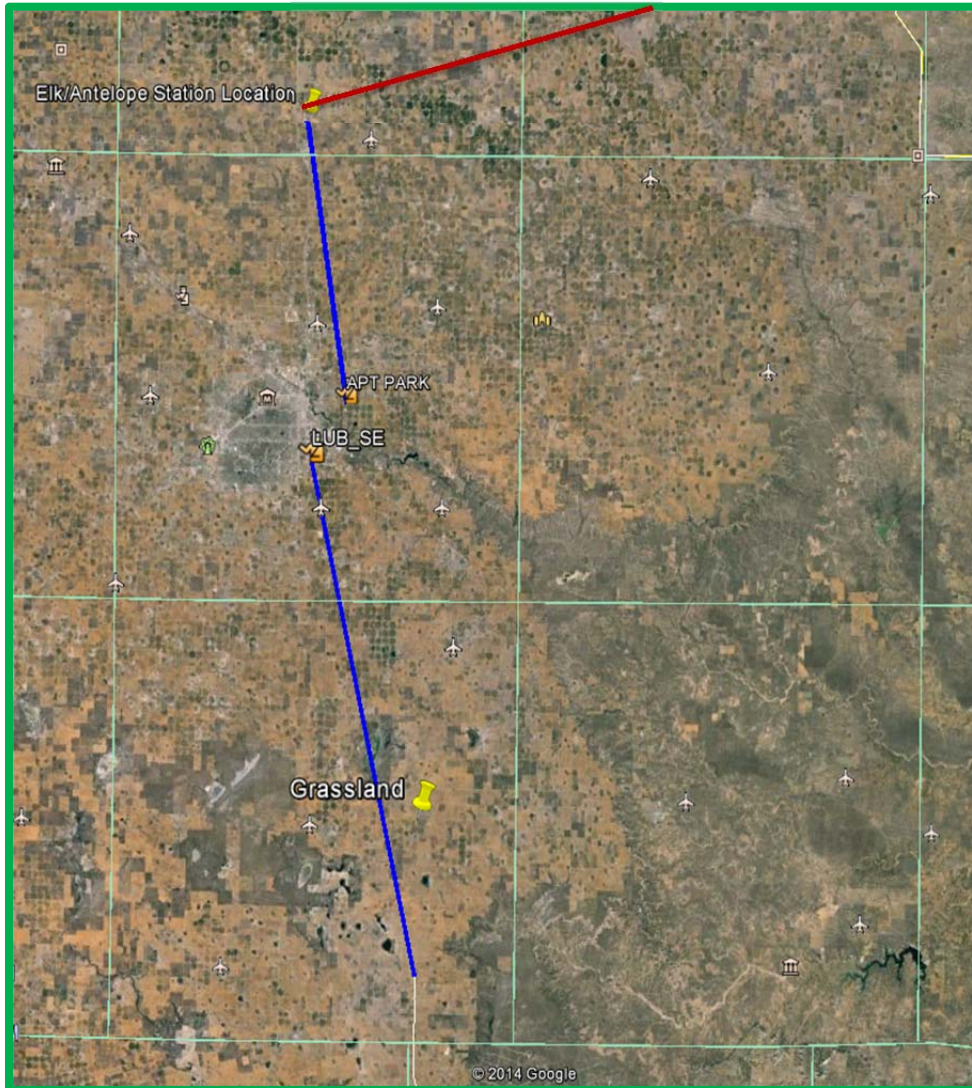 Elk/Antelope Station Location
APT PARK
LUB_SE
Grassland
© 2014 Google